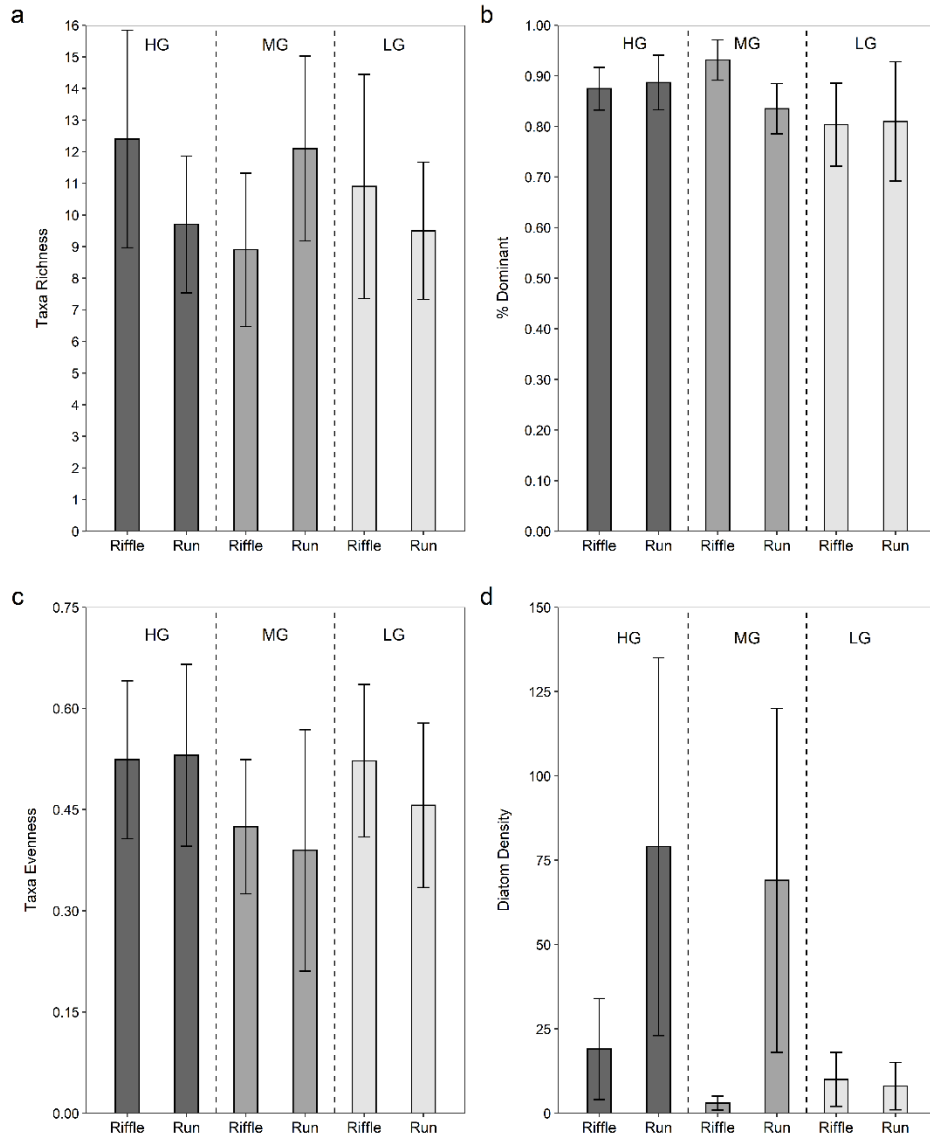 a
Taxa Richness
16
15
14
13
12
11
10
9
8
7
6
5
4
3
2
1
0
HG
MG
LG
Riffle Run Riffle Run Riffle Run
b
% Dominant
1.00
0.90
0.80
0.70
0.60
0.50
0.40
0.30
0.20
0.10
0.00
HG
MG
LG
Riffle Run Riffle Run Riffle Run
c
Taxa Evenness
0.75
0.60
0.45
0.30
0.15
0.00
HG
MG
LG
Riffle Run Riffle Run Riffle Run
d
Diatom Density
150
125
100
75
50
25
0
HG
MG
LG
Riffle Run Riffle Run Riffle Run